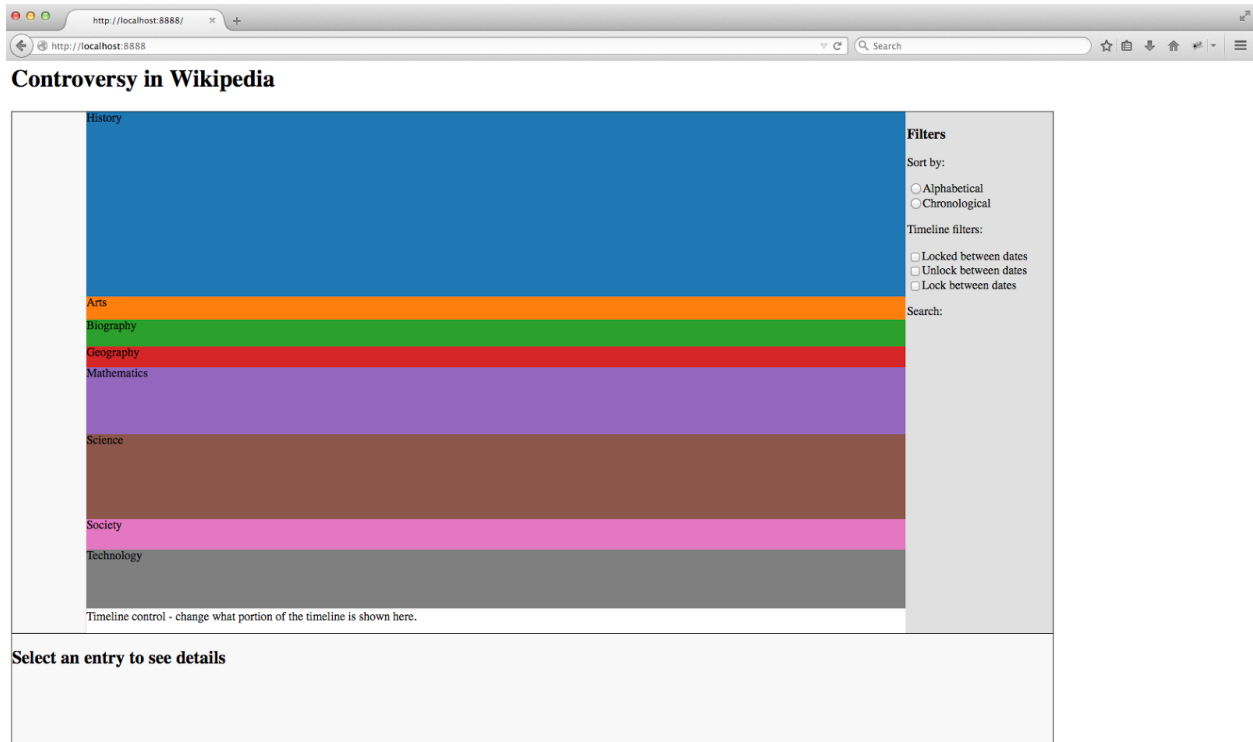 http://localhost:8888/
http://localhost:8888
Search
Controversy in Wikipedia
History
Arts
Biography
Geography
Mathematics
Science
Society
Technology
Timeline control - change what portion of the timeline is shown here.
Filters
Sort by:
Alphabetical
Chronological
Timeline filters:
Locked between dates
Unlock between dates
Lock between dates
Search:
Select an entry to see details